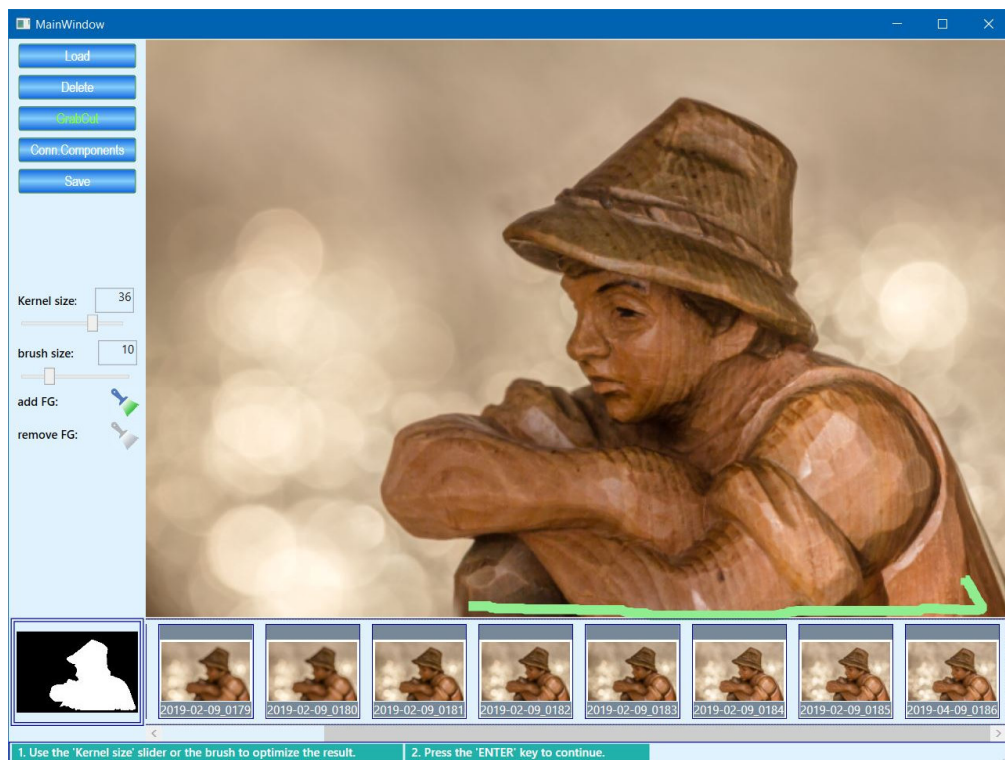 MainWindow
Load
Delete
GrabCut
Conn.Components
Save
Kernel size: 36
brush size: 10
add FG:
remove FG:
2019-02-09_0179 2019-02-09_0180 2019-02-09_0181 2019-02-09_0182 2019-02-09_0183 2019-02-09_0184 2019-02-09_0185 2019-04-09_0186
1. Use the 'Kernel size' slider or the brush to optimize the result. 2. Press the 'ENTER' key to continue.